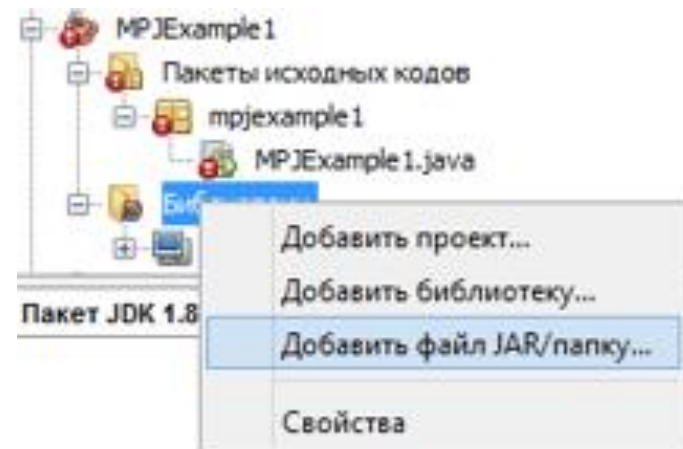 MPJExample1
Пакеты исходных кодов
mpjexample1
MPJExample1.java
Добавить проект...
Добавить библиотеку...
Пакет JDK 1.8
Добавить файл JAR/папку...
Свойства